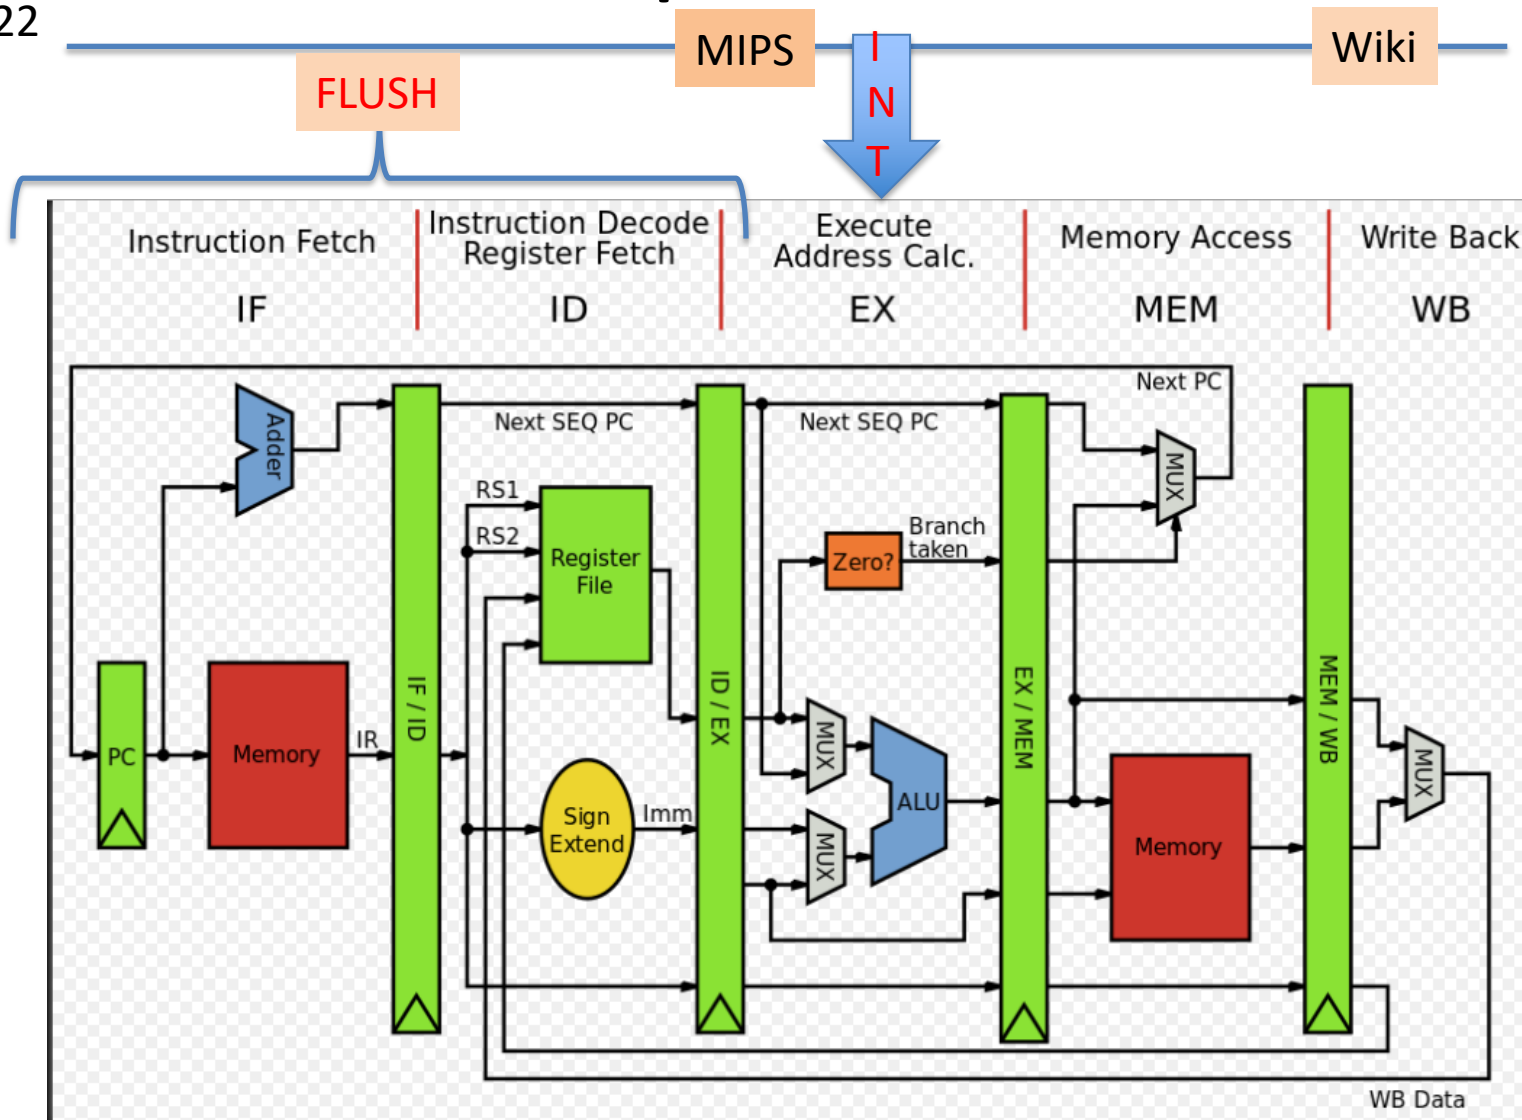 22
MIPS
I
N
T
Wiki
FLUSH
Instruction Fetch
Instruction Decode
Register Fetch
Execute
Address Calc.
Memory Access
Write Back
IF
ID
EX
MEM
WB
Next PC
Adder
Next SEQ PC
Next SEQ PC
MUX
RS1
RS2
Register
File
Branch
taken
Zero?
IF / ID
ID / EX
EX / MEM
MEM / WB
PC
Memory
IR
MUX
ALU
MUX
Sign
Extend
Imm
MUX
Memory
WB Data